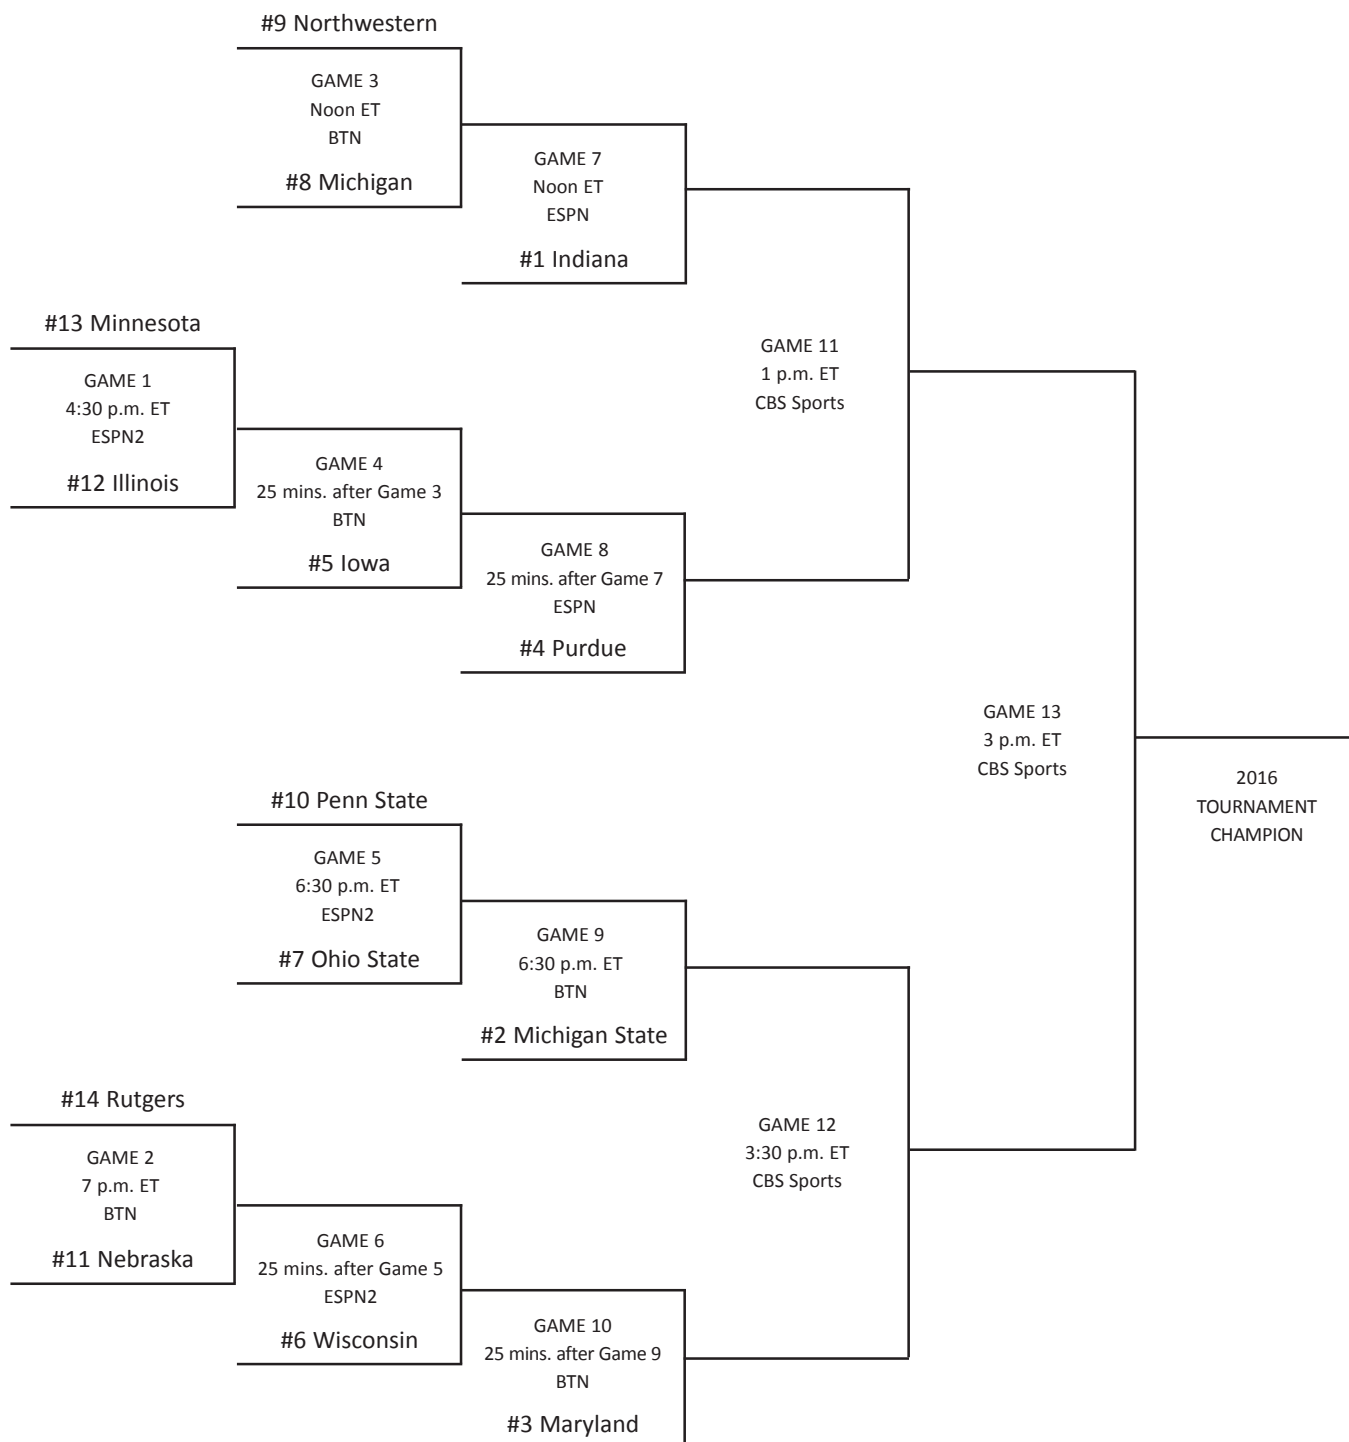 #9 Northwestern
GAME 3
Noon ET
BTN
#8 Michigan
GAME 7
Noon ET
ESPN
#1 Indiana
#13 Minnesota
GAME 1
4:30 p.m. ET
ESPN2
#12 Illinois
GAME 4
25 mins. after Game 3
BTN
#5 Iowa
GAME 8
25 mins. after Game 7
ESPN
#4 Purdue
GAME 11
1 p.m. ET
CBS Sports
#10 Penn State
GAME 5
6:30 p.m. ET
ESPN2
#7 Ohio State
GAME 9
6:30 p.m. ET
BTN
#2 Michigan State
#14 Rutgers
GAME 2
7 p.m. ET
BTN
#11 Nebraska
GAME 6
25 mins. after Game 5
ESPN2
#6 Wisconsin
GAME 10
25 mins. after Game 9
BTN
#3 Maryland
GAME 12
3:30 p.m. ET
CBS Sports
GAME 13
3 p.m. ET
CBS Sports
2016
TOURNAMENT
CHAMPION